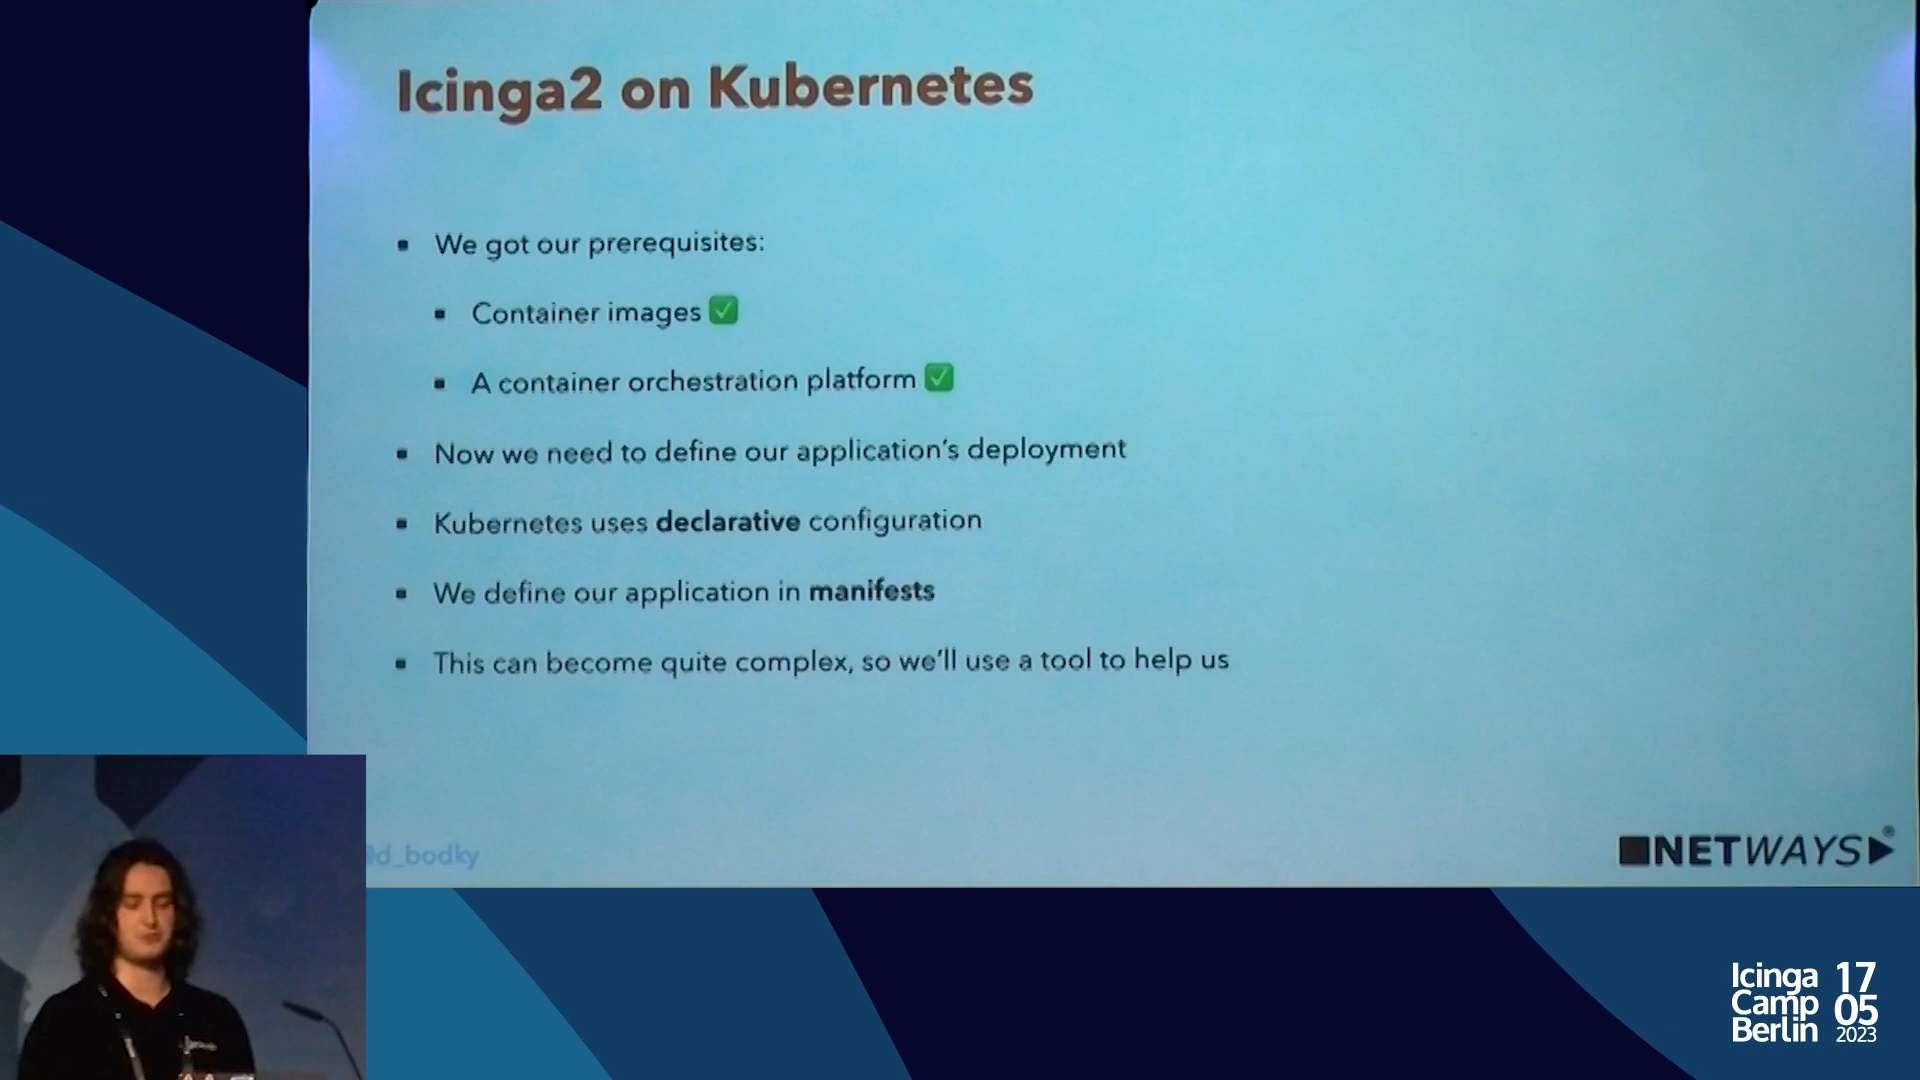 Icinga2 on Kubernetes
We got our prerequisites:
Container images ✅
A container orchestration platform ✅
Now we need to define our application's deployment
Kubernetes uses declarative configuration
We define our application in manifests
This can become quite complex, so we'll use a tool to help us
@d_bodky
NETWAYS®
Icinga
Camp
Berlin
17
05
2023